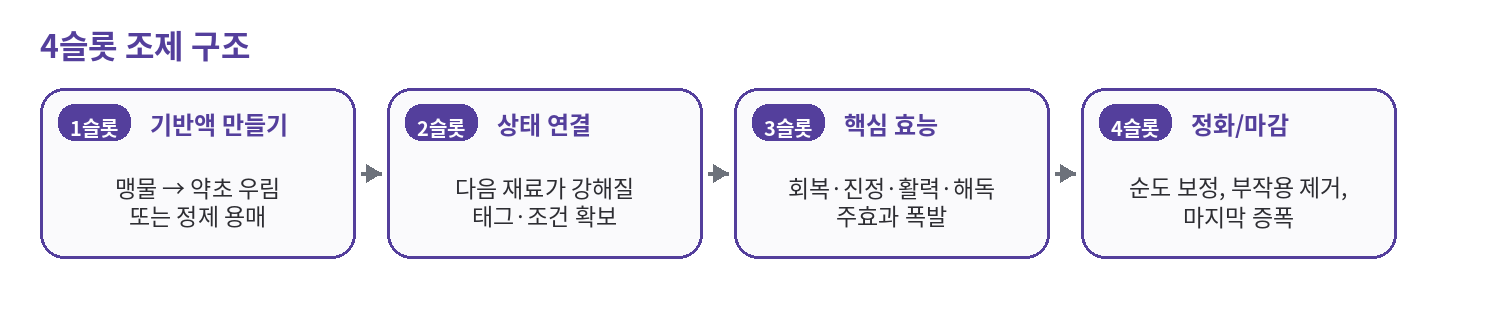 4슬롯 조제 구조
1슬롯 기반액 만들기
맹물 → 약초 우림
또는 정제 용매
2슬롯 상태 연결
다음 재료가 강해질
태그·조건 확보
3슬롯 핵심 효능
회복·진정·활력·해독
주효과 폭발
4슬롯 정화/마감
순도 보정, 부작용 제거,
마지막 증폭